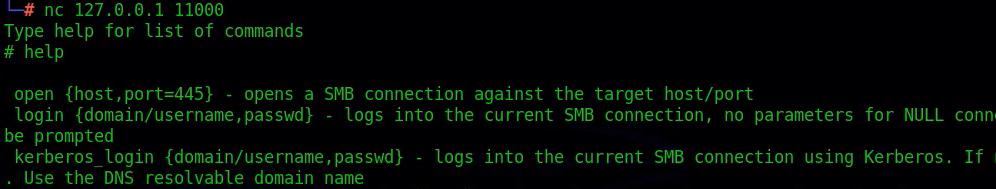 └─# nc 127.0.0.1 11000
Type help for list of commands
# help
open {host,port=445} - opens a SMB connection against the target host/port
login {domain/username,passwd} - logs into the current SMB connection, no parameters for NULL conn
be prompted
kerberos_login {domain/username,passwd} - logs into the current SMB connection using Kerberos. If
. Use the DNS resolvable domain name